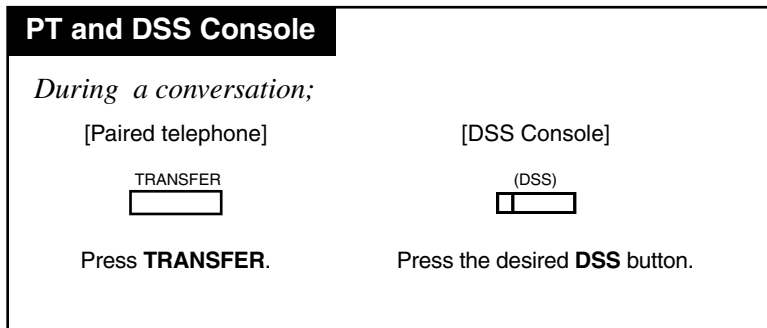 PT and DSS Console
During a conversation;
[Paired telephone] [DSS Console]
TRANSFER (DSS)
Press TRANSFER. Press the desired DSS button.